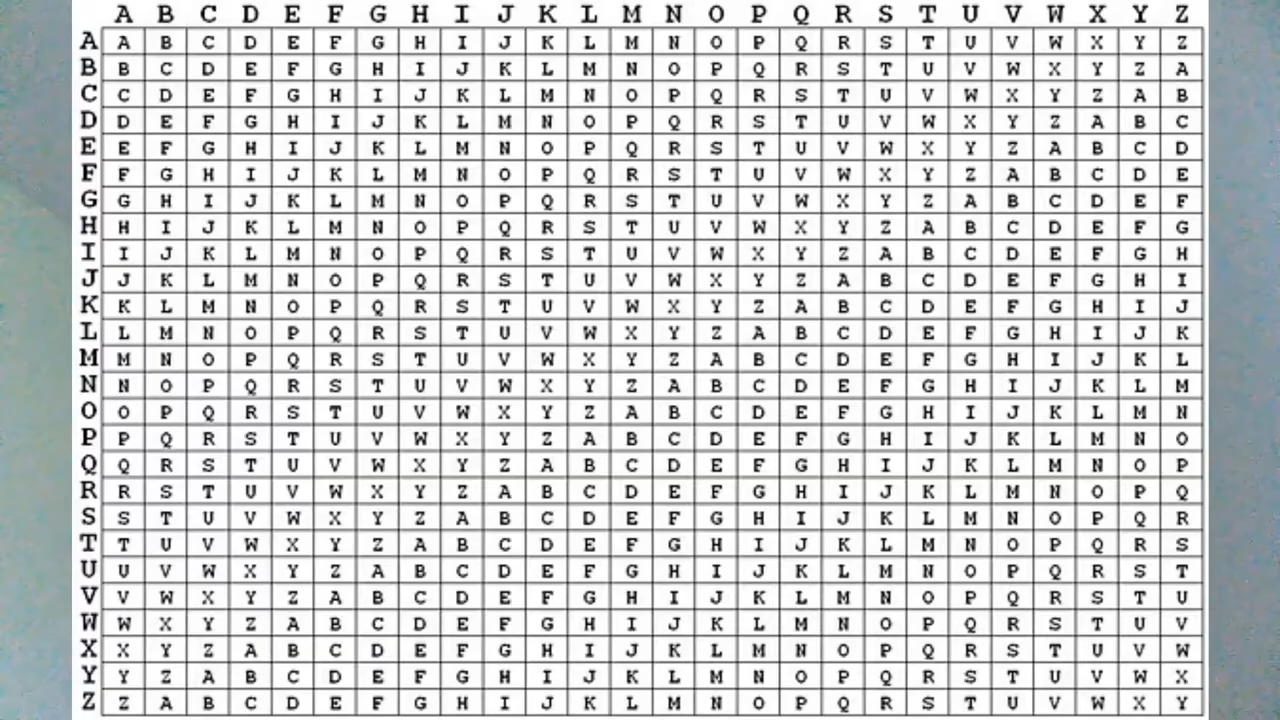 A B C D E F G H I J K L M N O P Q R S T U V W X Y Z
A A B C D E F G H I J K L M N O P Q R S T U V W X Y Z
B B C D E F G H I J K L M N O P Q R S T U V W X Y Z A
C C D E F G H I J K L M N O P Q R S T U V W X Y Z A B
D D E F G H I J K L M N O P Q R S T U V W X Y Z A B C
E E F G H I J K L M N O P Q R S T U V W X Y Z A B C D
F F G H I J K L M N O P Q R S T U V W X Y Z A B C D E
G G H I J K L M N O P Q R S T U V W X Y Z A B C D E F
H H I J K L M N O P Q R S T U V W X Y Z A B C D E F G
I I J K L M N O P Q R S T U V W X Y Z A B C D E F G H
J J K L M N O P Q R S T U V W X Y Z A B C D E F G H I
K K L M N O P Q R S T U V W X Y Z A B C D E F G H I J
L L M N O P Q R S T U V W X Y Z A B C D E F G H I J K
M M N O P Q R S T U V W X Y Z A B C D E F G H I J K L
N N O P Q R S T U V W X Y Z A B C D E F G H I J K L M
O O P Q R S T U V W X Y Z A B C D E F G H I J K L M N
P P Q R S T U V W X Y Z A B C D E F G H I J K L M N O
Q Q R S T U V W X Y Z A B C D E F G H I J K L M N O P
R R S T U V W X Y Z A B C D E F G H I J K L M N O P Q
S S T U V W X Y Z A B C D E F G H I J K L M N O P Q R
T T U V W X Y Z A B C D E F G H I J K L M N O P Q R S
U U V W X Y Z A B C D E F G H I J K L M N O P Q R S T
V V W X Y Z A B C D E F G H I J K L M N O P Q R S T U
W W X Y Z A B C D E F G H I J K L M N O P Q R S T U V
X X Y Z A B C D E F G H I J K L M N O P Q R S T U V W
Y Y Z A B C D E F G H I J K L M N O P Q R S T U V W X
Z Z A B C D E F G H I J K L M N O P Q R S T U V W X Y